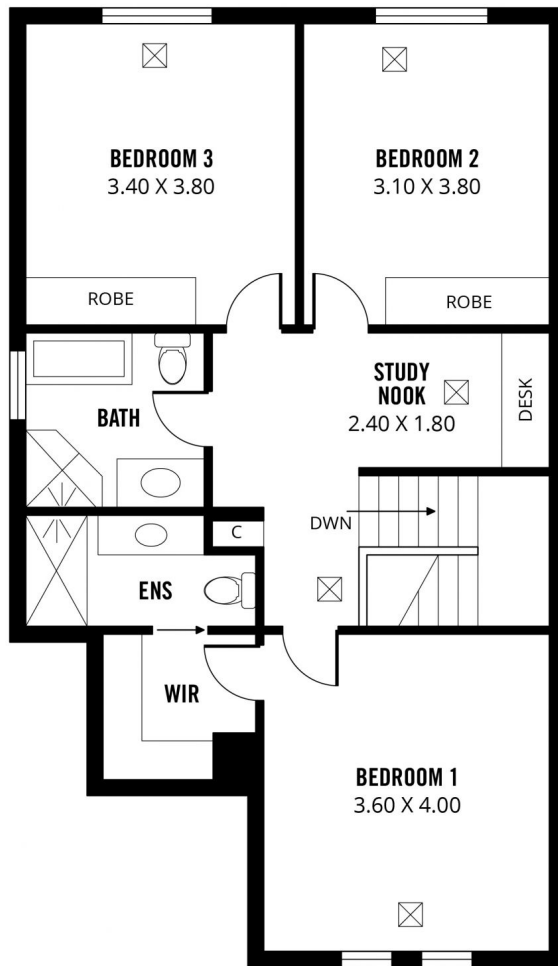 BEDROOM 3
3.40 X 3.80
BEDROOM 2
3.10 X 3.80
ROBE
ROBE
BATH
STUDY
NOOK
2.40 X 1.80
DESK
DWN
C
ENS
WIR
BEDROOM 1
3.60 X 4.00